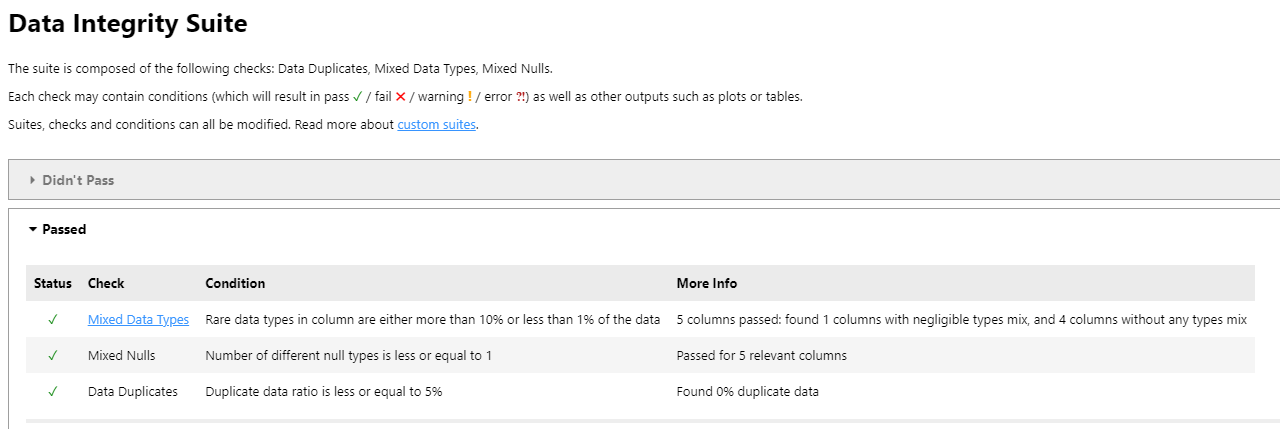 Data Integrity Suite
The suite is composed of the following checks: Data Duplicates, Mixed Data Types, Mixed Nulls.
Each check may contain conditions (which will result in pass ✓ / fail ✕ / warning ! / error ⁈) as well as other outputs such as plots or tables.
Suites, checks and conditions can all be modified. Read more about custom suites.
Didn't Pass
Passed
Status Check Condition More Info
✓ Mixed Data Types Rare data types in column are either more than 10% or less than 1% of the data 5 columns passed: found 1 columns with negligible types mix, and 4 columns without any types mix
✓ Mixed Nulls Number of different null types is less or equal to 1 Passed for 5 relevant columns
✓ Data Duplicates Duplicate data ratio is less or equal to 5% Found 0% duplicate data